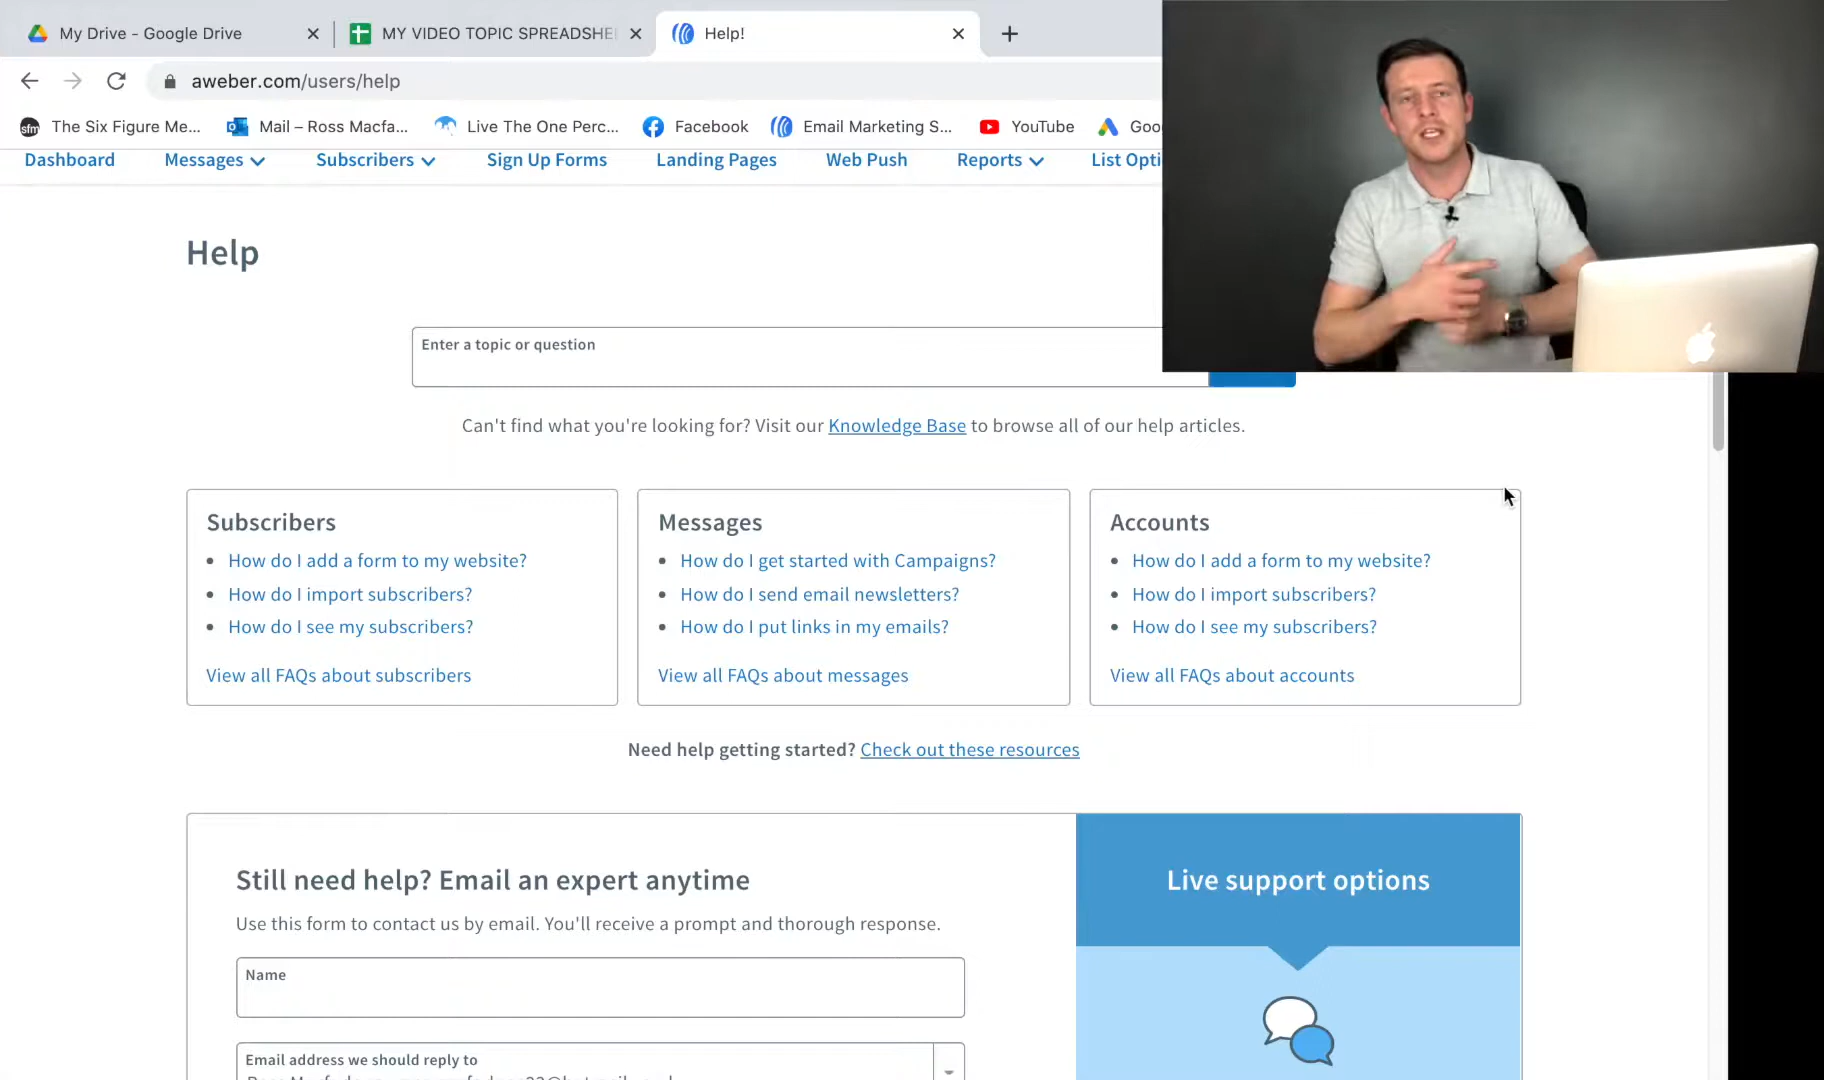 My Drive - Google Drive
MY VIDEO TOPIC SPREADSHE
Help!
aweber.com/users/help
sfm
The Six Figure Me...
Mail – Ross Macfa...
Live The One Perc...
Facebook
Email Marketing S...
YouTube
Goo
Dashboard
Messages
Subscribers
Sign Up Forms
Landing Pages
Web Push
Reports
List Opti
Help
Enter a topic or question
Can't find what you're looking for? Visit our Knowledge Base to browse all of our help articles.
Subscribers
How do I add a form to my website?
How do I import subscribers?
How do I see my subscribers?
View all FAQs about subscribers
Messages
How do I get started with Campaigns?
How do I send email newsletters?
How do I put links in my emails?
View all FAQs about messages
Accounts
How do I add a form to my website?
How do I import subscribers?
How do I see my subscribers?
View all FAQs about accounts
Need help getting started? Check out these resources
Still need help? Email an expert anytime
Use this form to contact us by email. You'll receive a prompt and thorough response.
Name
Email address we should reply to
Live support options